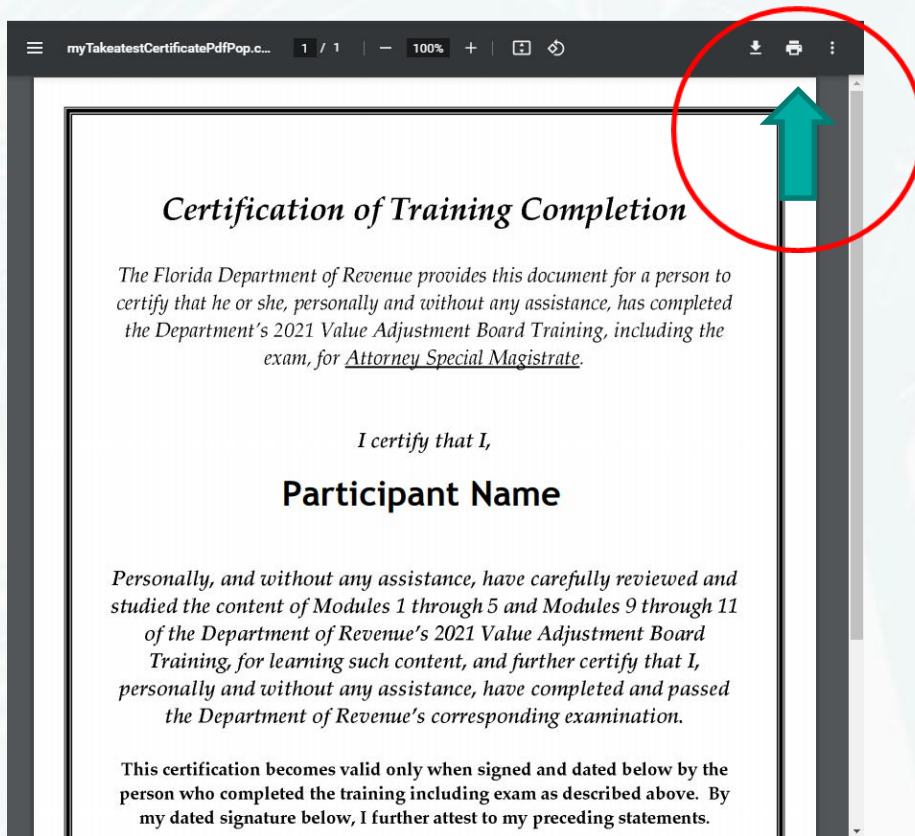 myTakeatestCertificatePdfPop.c... 1 / 1 | — 100% + |
Certification of Training Completion
The Florida Department of Revenue provides this document for a person to
certify that he or she, personally and without any assistance, has completed
the Department's 2021 Value Adjustment Board Training, including the
exam, for Attorney Special Magistrate.
I certify that I,
Participant Name
Personally, and without any assistance, have carefully reviewed and
studied the content of Modules 1 through 5 and Modules 9 through 11
of the Department of Revenue's 2021 Value Adjustment Board
Training, for learning such content, and further certify that I,
personally and without any assistance, have completed and passed
the Department of Revenue's corresponding examination.
This certification becomes valid only when signed and dated below by the
person who completed the training including exam as described above.  By
my dated signature below, I further attest to my preceding statements.